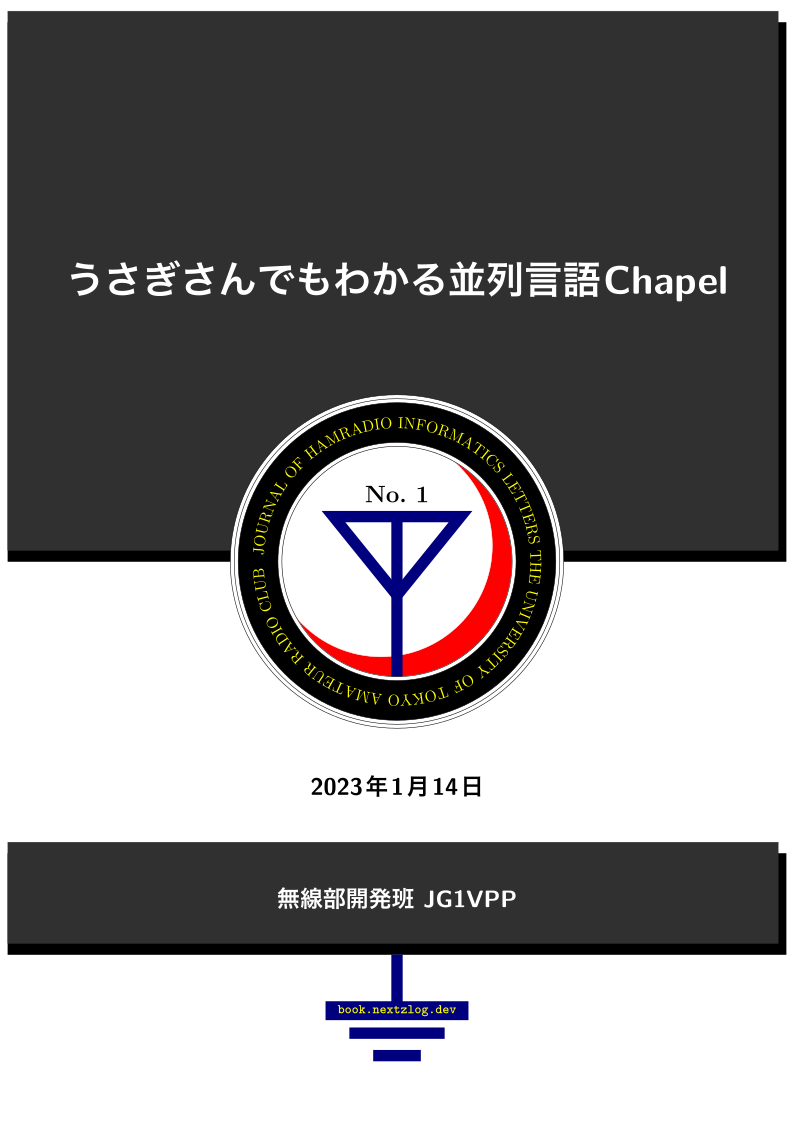 うさぎさんでもわかる並列言語Chapel
JOURNAL OF HAMRADIO INFORMATICS LETTERS THE UNIVERSITY OF TOKYO AMATEUR RADIO CLUB
No. 1
2023年1月14日
無線部開発班 JG1VPP
book.nextzlog.dev